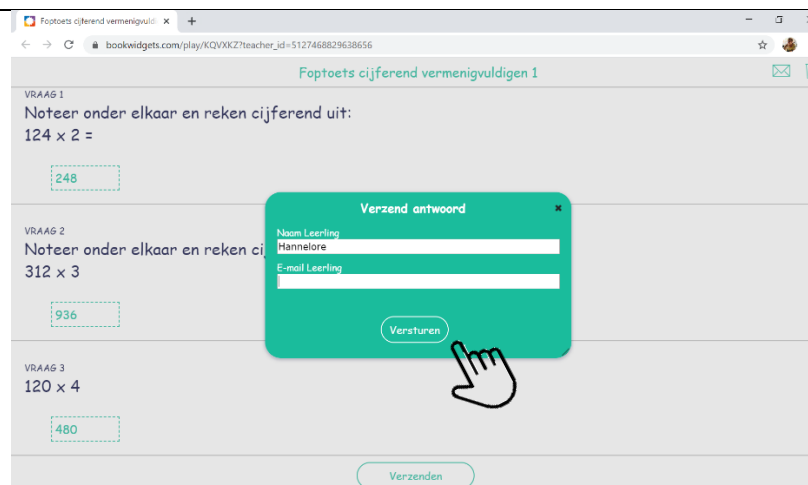 Foptoets cijferend vermenigvuldi
bookwidgets.com/play/KQVXKZ?teacher_id=5127468829638656
Foptoets cijferend vermenigvuldigen 1
VRAAG 1
Noteer onder elkaar en reken cijferend uit:
124 x 2 =
248
VRAAG 2
Noteer onder elkaar en reken ci
312 x 3
936
VRAAG 3
120 x 4
480
Verzenden
Verzend antwoord
Naam Leerling
Hannelore
E-mail Leerling
Versturen